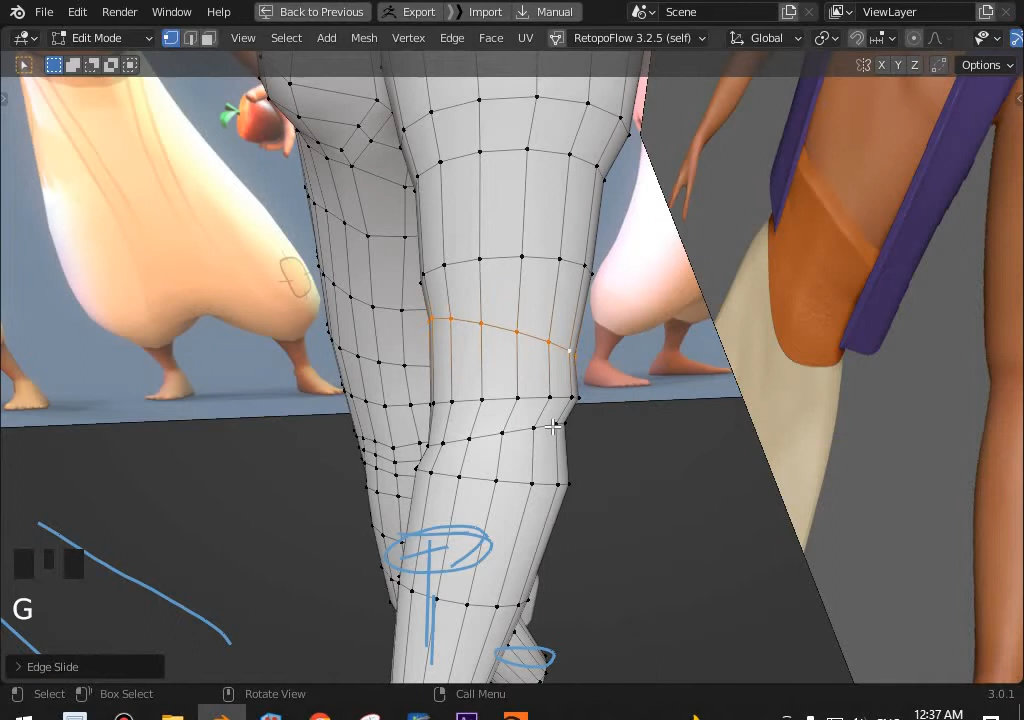 File Edit Render Window Help Back to Previous Export Import Manual Scene ViewLayer
Edit Mode View Select Add Mesh Vertex Edge Face UV RetopoFlow 3.2.5 (self) Global
X Y Z Options
G
Edge Slide
Select Box Select Rotate View Call Menu 3.0.1
12:37 AM